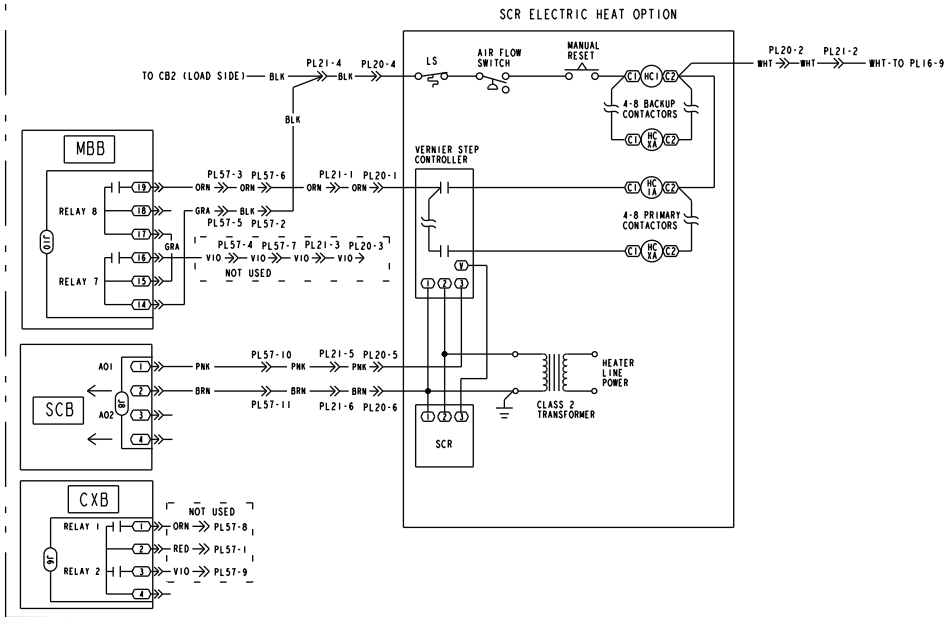 SCR ELECTRIC HEAT OPTION
TO CB2 (LOAD SIDE) BLK PL21-4 BLK PL20-4
LS
AIR FLOW
SWITCH
MANUAL
RESET
C1 HC1 C2
PL20-2 PL21-2
WHT WHT WHT-TO PL16-9
4-8 BACKUP
CONTACTORS
C1 HC
XA C2
BLK
MBB
J10
RELAY 8
19
18
17
RELAY 7
16
15
14
PL57-3 PL57-6 PL21-1 PL20-1
ORN ORN ORN ORN
GRA BLK
PL57-5 PL57-2
GRA
PL57-4 PL57-7 PL21-3 PL20-3
VIO VIO VIO VIO
NOT USED
VERNIER STEP
CONTROLLER
C1 HC
1A C2
4-8 PRIMARY
CONTACTORS
C1 HC
XA C2
V
1 2 3
SCB
J8
AO1
AO2
1
2
3
4
PL57-10 PL21-5 PL20-5
PNK PNK PNK
BRN BRN BRN
PL57-11 PL21-6 PL20-6
HEATER
LINE
POWER
CLASS 2
TRANSFORMER
1 2 3
SCR
CXB
J6
RELAY 1
RELAY 2
1
2
3
4
NOT USED
ORN PL57-8
RED PL57-1
VIO PL57-9